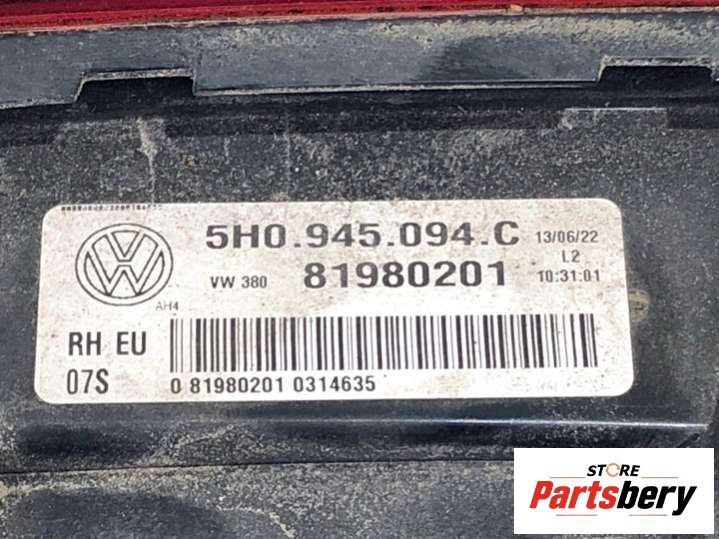 5H0.945.094.C 13/06/22
L2
VW 380 81980201 10:31:01
AH4
RH EU
07S 0 81980201 0314635
STORE
Partsbery